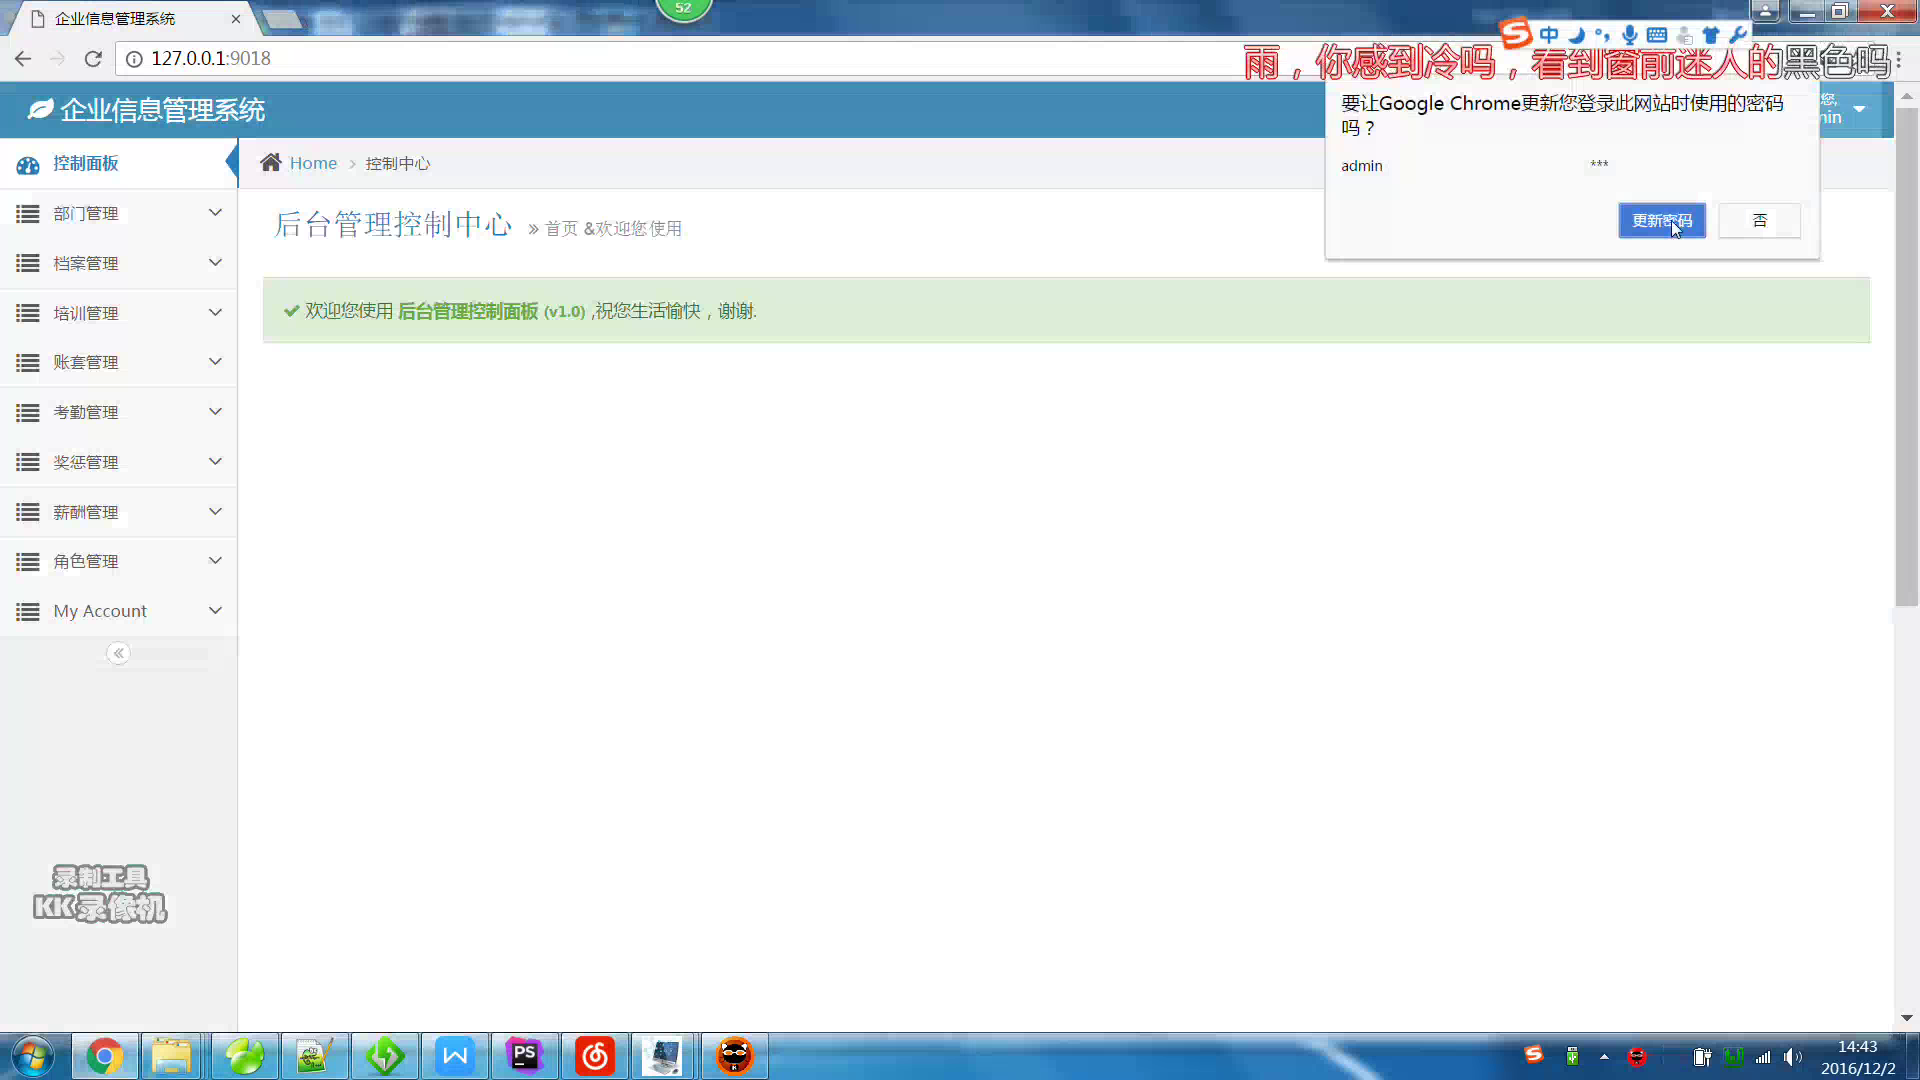 企业信息管理系统
52
中
127.0.0.1:9018
雨，你感到冷吗，看到窗前迷人的黑色吗
企业信息管理系统
您,
min
要让Google Chrome更新您登录此网站时使用的密码
吗？
admin ***
更新密码 否
控制面板
Home > 控制中心
部门管理
后台管理控制中心 » 首页 &欢迎您使用
档案管理
欢迎您使用 后台管理控制面板 (v1.0) ,祝您生活愉快，谢谢.
培训管理
账套管理
考勤管理
奖惩管理
薪酬管理
角色管理
My Account
录制工具
KK录像机
PS
14:43
2016/12/2